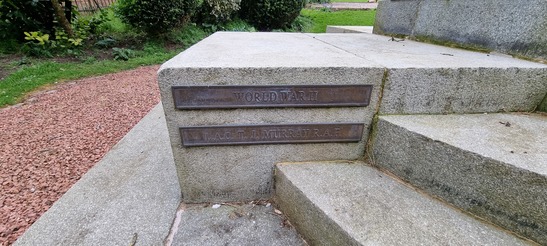 WORLD WAR II
A.C. T. P. MURRAY R.A.F.